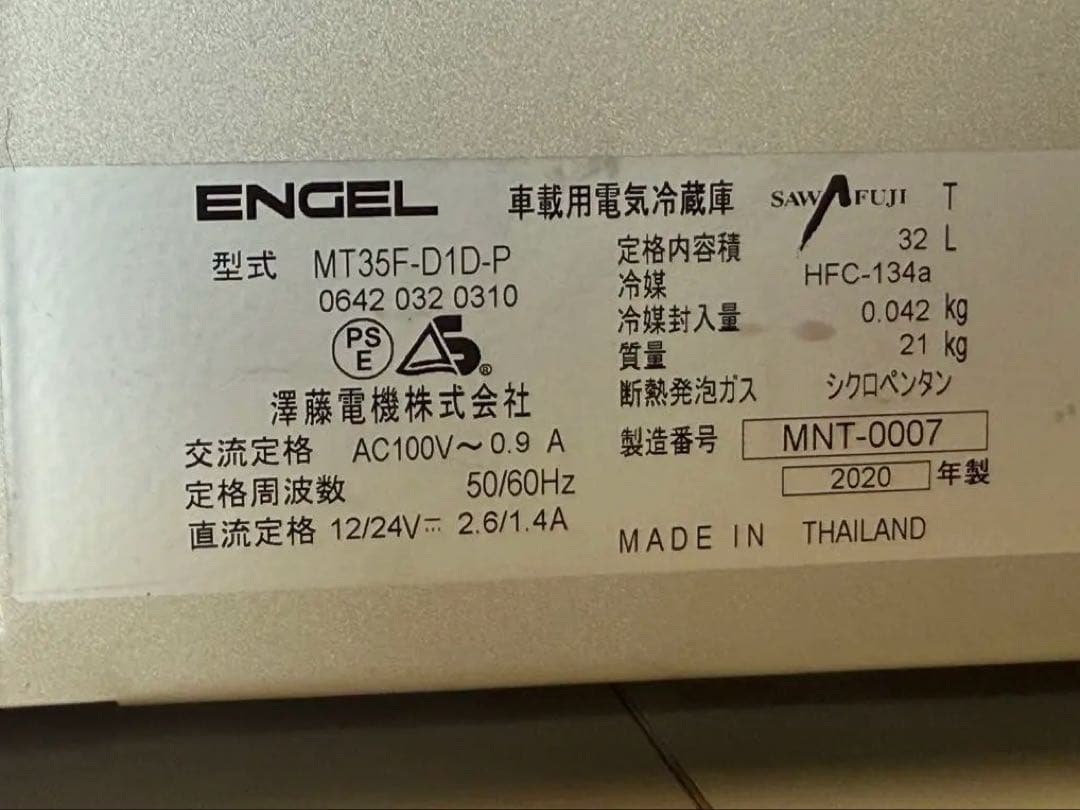 ENGEL 車載用電気冷蔵庫 SAWAFUJI T
型式 MT35F-D1D-P
0642 032 0310
PSE
S®
澤藤電機株式会社
交流定格 AC100V～0.9 A
定格周波数 50/60Hz
直流定格 12/24V⎓ 2.6/1.4A
定格内容積 32 L
冷媒 HFC-134a
冷媒封入量 0.042 kg
質量 21 kg
断熱発泡ガス シクロペンタン
製造番号 MNT-0007
2020 年製
MADE IN THAILAND